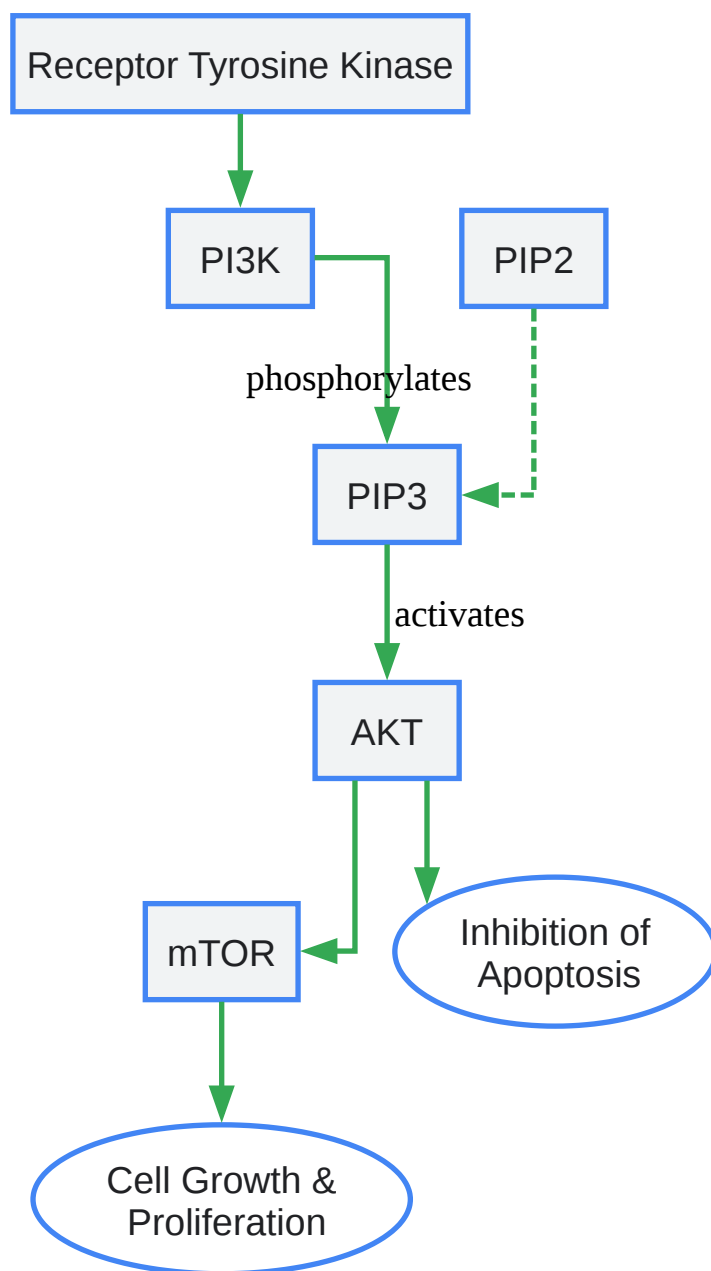 Receptor Tyrosine Kinase
PI3K
PIP2
phosphorylates
PIP3
activates
AKT
Inhibition of
Apoptosis
mTOR
Cell Growth &
Proliferation